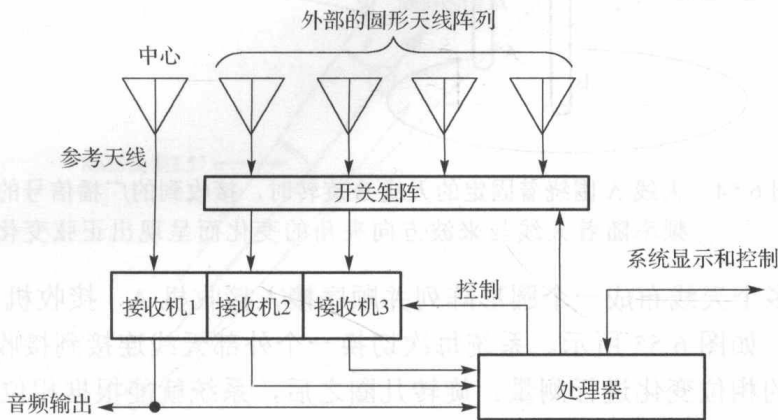 外部的圆形天线阵列
中心
参考天线
开关矩阵
系统显示和控制
控制
接收机1 接收机2 接收机3
处理器
音频输出